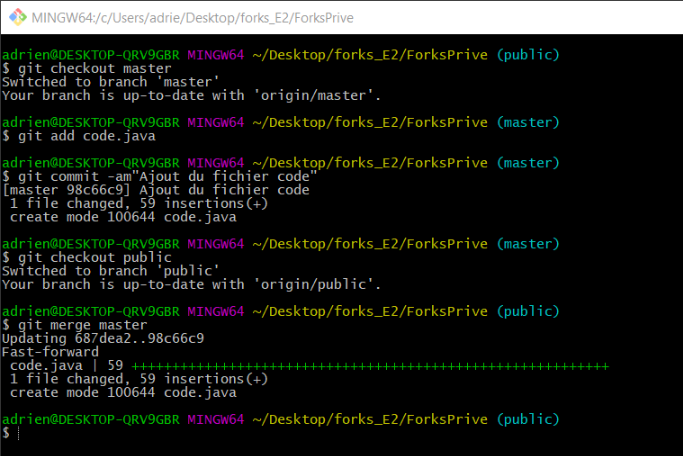 MINGW64:/c/Users/adrie/Desktop/forks_E2/ForksPrive
adrien@DESKTOP-QRV9GBR MINGW64 ~/Desktop/forks_E2/ForksPrive (public)
$ git checkout master
Switched to branch 'master'
Your branch is up-to-date with 'origin/master'.
adrien@DESKTOP-QRV9GBR MINGW64 ~/Desktop/forks_E2/ForksPrive (master)
$ git add code.java
adrien@DESKTOP-QRV9GBR MINGW64 ~/Desktop/forks_E2/ForksPrive (master)
$ git commit -am"Ajout du fichier code"
[master 98c66c9] Ajout du fichier code
 1 file changed, 59 insertions(+)
 create mode 100644 code.java
adrien@DESKTOP-QRV9GBR MINGW64 ~/Desktop/forks_E2/ForksPrive (master)
$ git checkout public
Switched to branch 'public'
Your branch is up-to-date with 'origin/public'.
adrien@DESKTOP-QRV9GBR MINGW64 ~/Desktop/forks_E2/ForksPrive (public)
$ git merge master
Updating 687dea2..98c66c9
Fast-forward
 code.java | 59 +++++++++++++++++++++++++++++++++++++++++++++++++++++++++++
 1 file changed, 59 insertions(+)
 create mode 100644 code.java
adrien@DESKTOP-QRV9GBR MINGW64 ~/Desktop/forks_E2/ForksPrive (public)
$